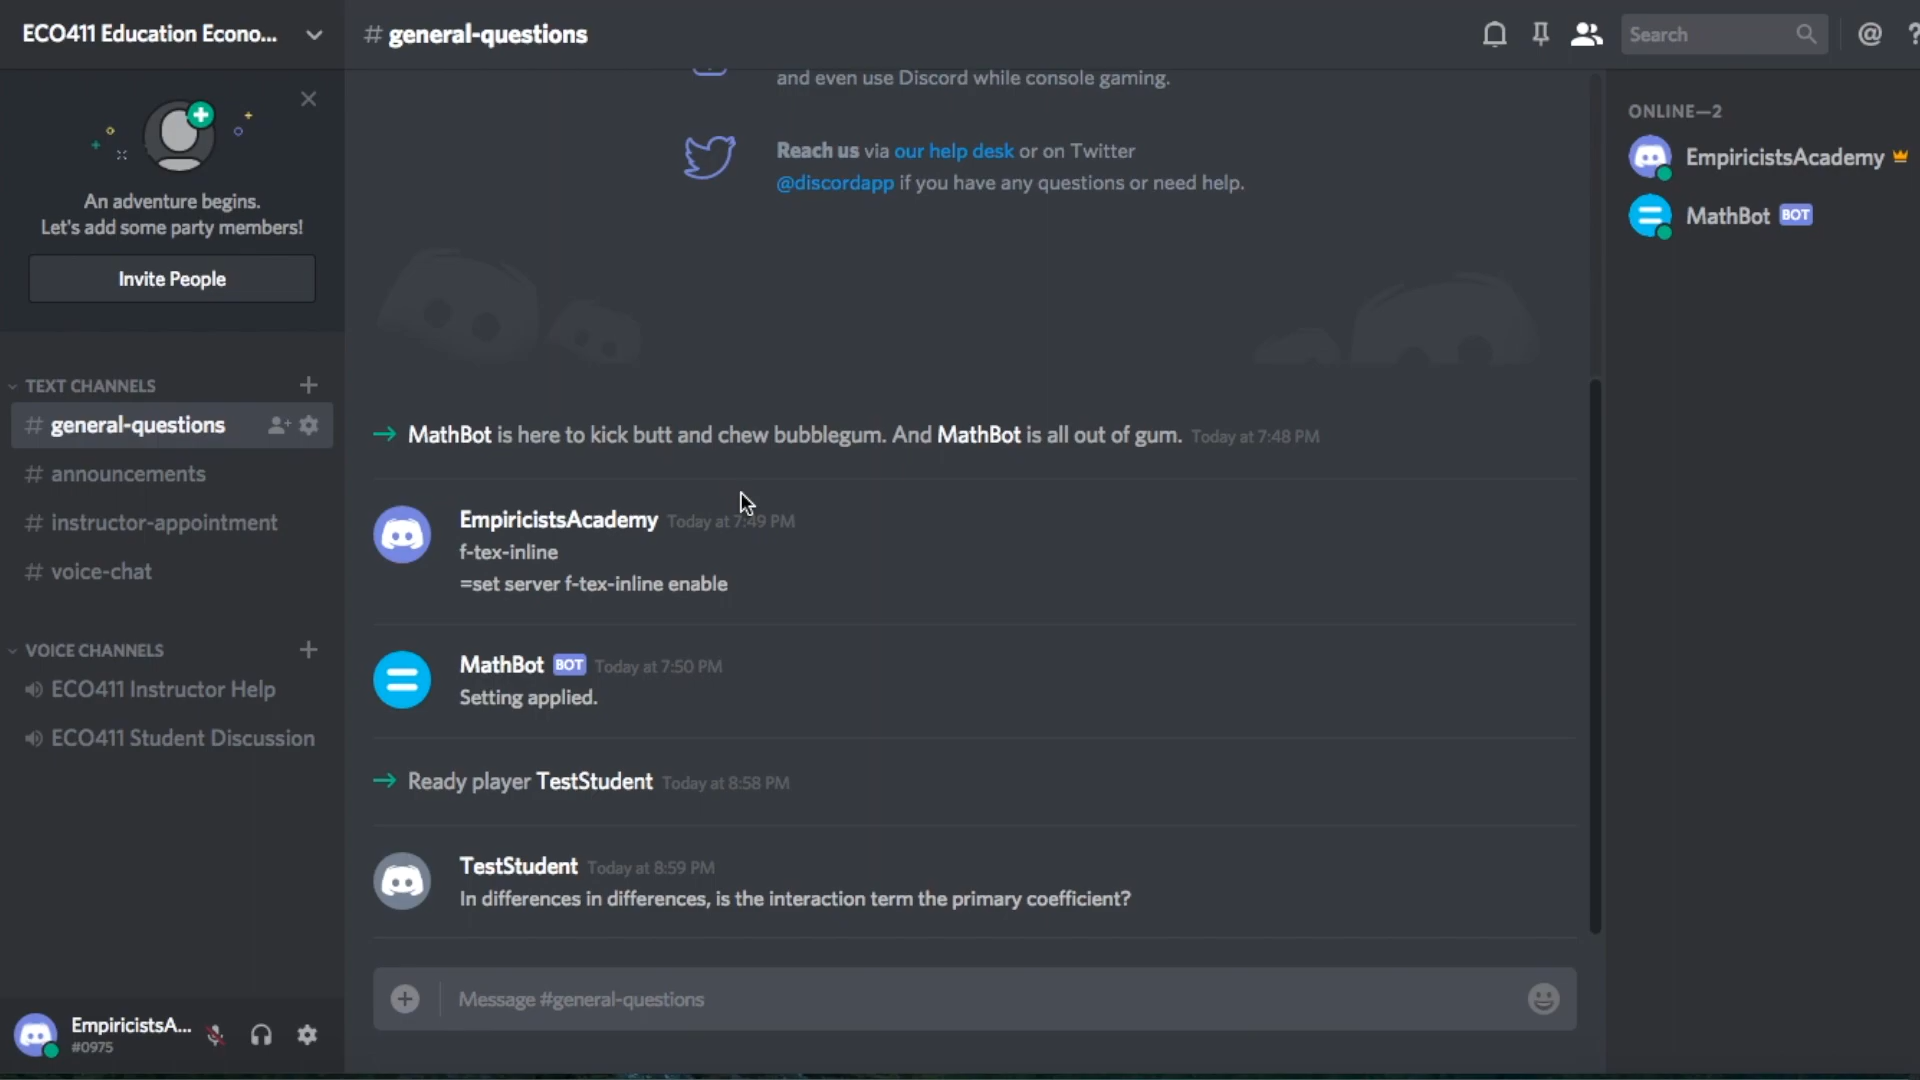 ECO411 Education Econo...
# general-questions
Search
@
?
An adventure begins.
Let's add some party members!
Invite People
TEXT CHANNELS
# general-questions
# announcements
# instructor-appointment
# voice-chat
VOICE CHANNELS
ECO411 Instructor Help
ECO411 Student Discussion
EmpiricistsA...
#0975
and even use Discord while console gaming.
Reach us via our help desk or on Twitter
@discordapp if you have any questions or need help.
MathBot is here to kick butt and chew bubblegum. And MathBot is all out of gum. Today at 7:48 PM
EmpiricistsAcademy Today at 7:49 PM
f-tex-inline
=set server f-tex-inline enable
MathBot BOT Today at 7:50 PM
Setting applied.
Ready player TestStudent Today at 8:58 PM
TestStudent Today at 8:59 PM
In differences in differences, is the interaction term the primary coefficient?
Message #general-questions
ONLINE—2
EmpiricistsAcademy
MathBot BOT